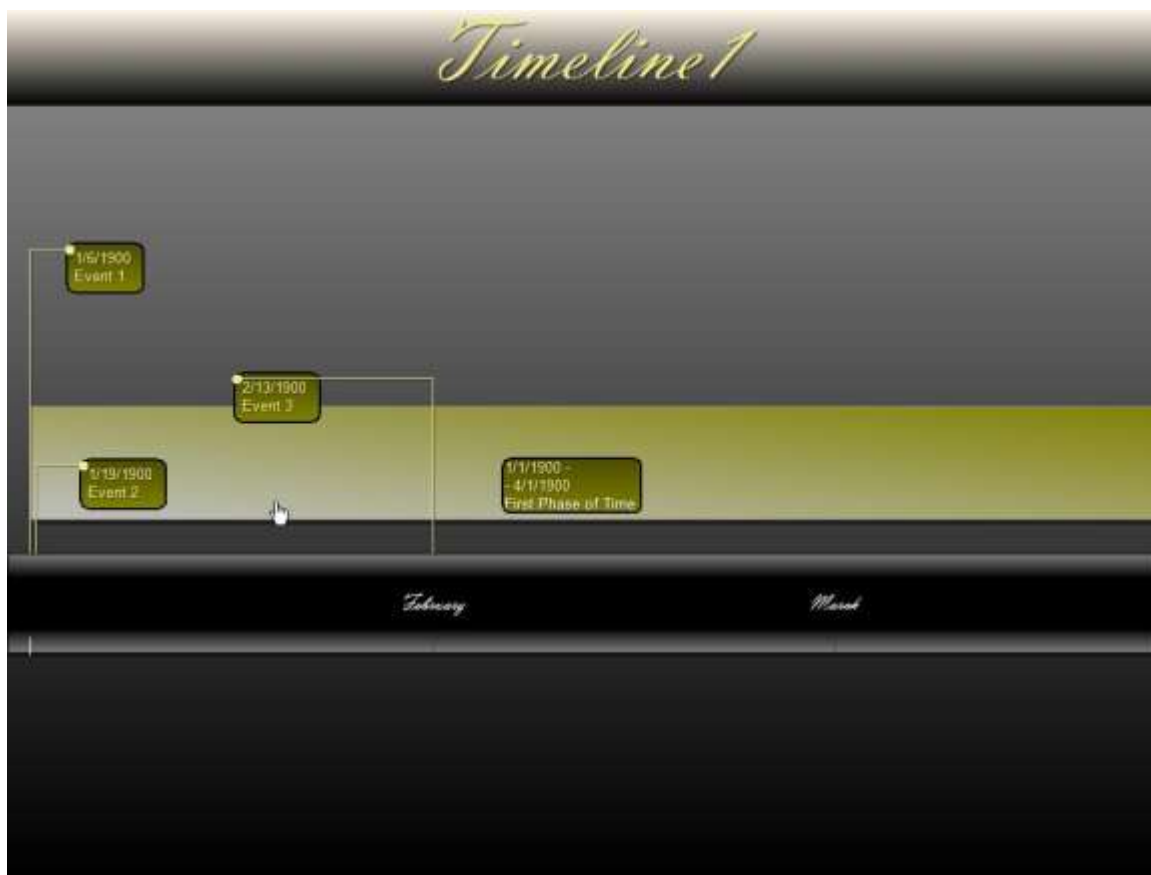 Timeline1
1/6/1900
Event 1
2/13/1900
Event 3
1/19/1900
Event 2
1/1/1900 -
- 4/1/1900
First Phase of Time
February
March